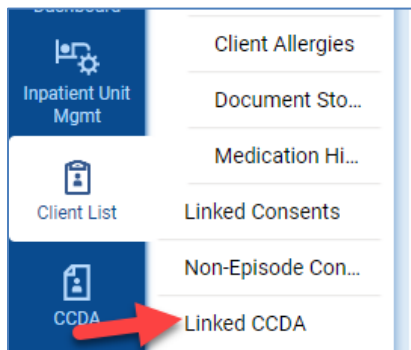 Dashboard
Inpatient Unit
Mgmt
Client List
CCDA
Client Allergies
Document Sto...
Medication Hi...
Linked Consents
Non-Episode Con...
Linked CCDA